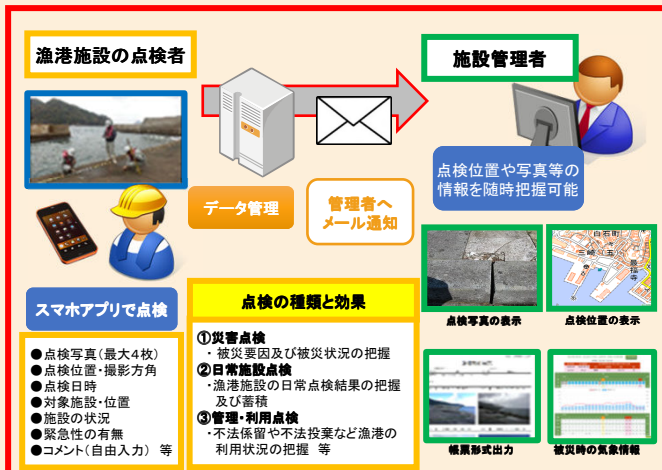 漁港施設の点検者
施設管理者
点検位置や写真等の
情報を随時把握可能
データ管理
管理者へ
メール通知
スマホアプリで点検
●点検写真(最大4枚)
●点検位置・撮影方角
●点検日時
●対象施設・位置
●施設の状況
●緊急性の有無
●コメント(自由入力) 等
点検の種類と効果
①災害点検
・被災要因及び被災状況の把握
②日常施設点検
・漁港施設の日常点検結果の把握
及び蓄積
③管理・利用点検
・不法係留や不法投棄など漁港の
利用状況の把握 等
白石町
三崎(五)
最福寺
点検写真の表示
点検位置の表示
帳票形式出力
被災時の気象情報